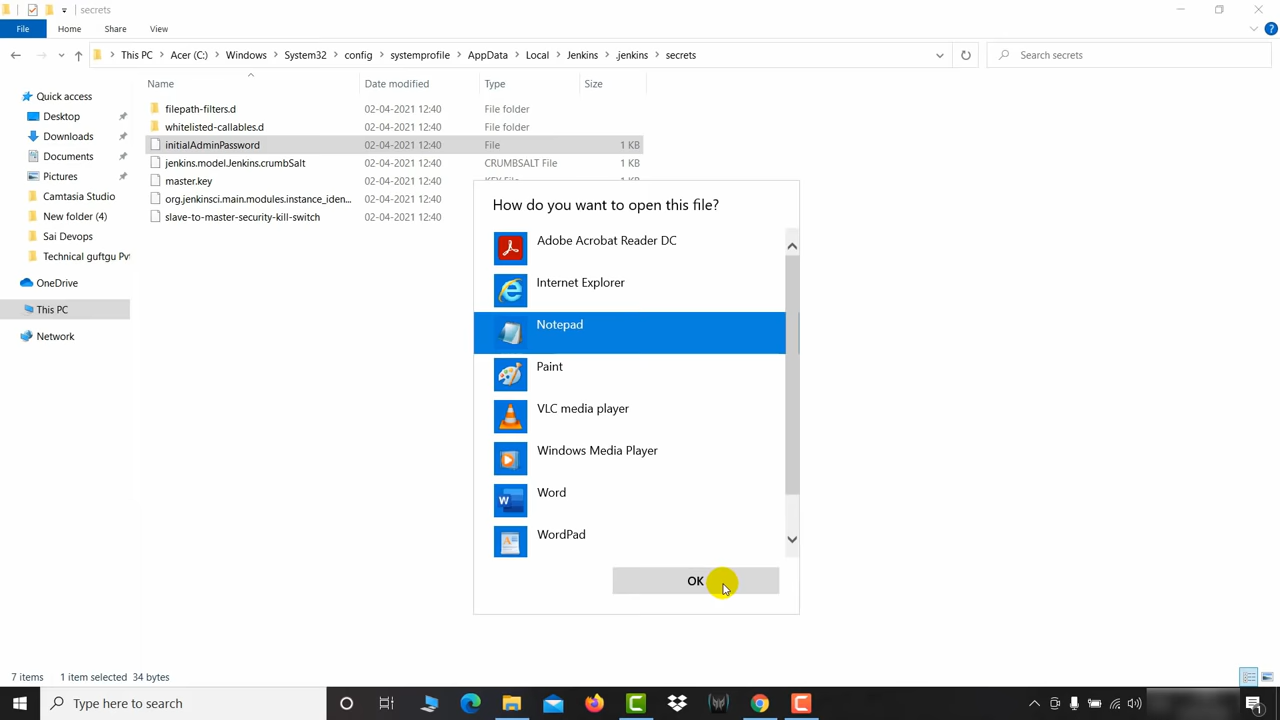 secrets
File Home Share View
This PC Acer (C:) Windows System32 config systemprofile AppData Local Jenkins .jenkins secrets Search secrets
Name Date modified Type Size
Quick access
Desktop
Downloads
Documents
Pictures
Camtasia Studio
New folder (4)
Sai Devops
Technical guftgu Pvt
OneDrive
This PC
Network
filepath-filters.d 02-04-2021 12:40 File folder
whitelisted-callables.d 02-04-2021 12:40 File folder
initialAdminPassword 02-04-2021 12:40 File 1 KB
jenkins.model.Jenkins.crumbSalt 02-04-2021 12:40 CRUMBSALT File 1 KB
master.key 02-04-2021 12:40 KEY File 1 KB
org.jenkinsci.main.modules.instance_iden... 02-04-2021 12:40
slave-to-master-security-kill-switch 02-04-2021 12:40
How do you want to open this file?
Adobe Acrobat Reader DC
Internet Explorer
Notepad
Paint
VLC media player
Windows Media Player
Word
WordPad
OK
7 items 1 item selected 34 bytes
Type here to search